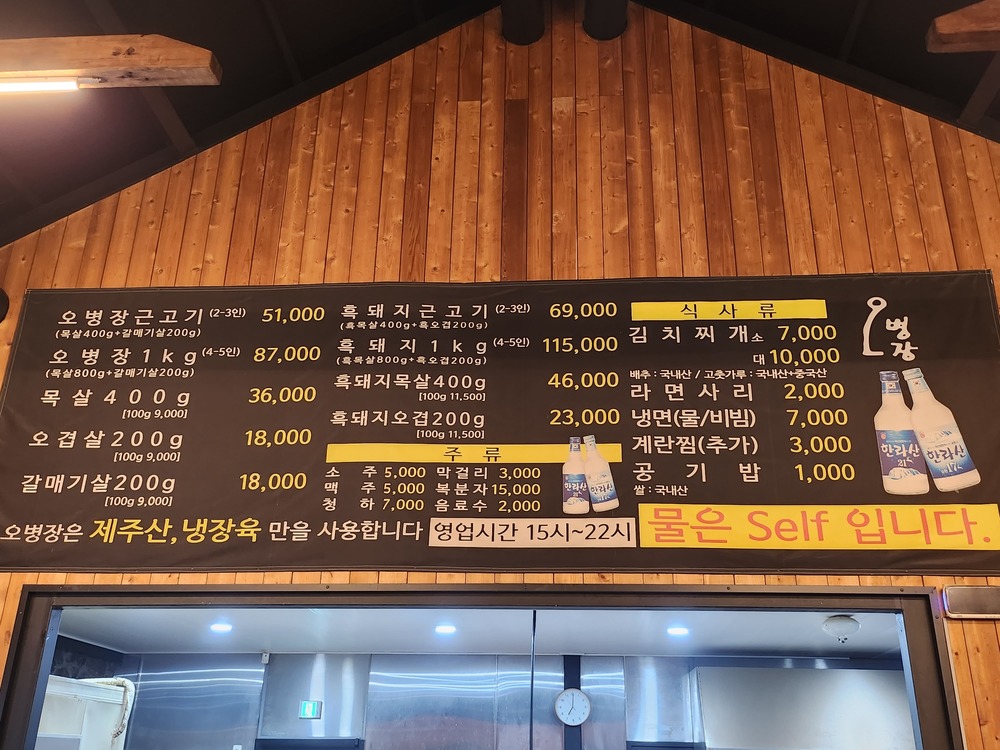 오병장근고기 (2-3인) 51,000
(목살400g+갈매기살200g)
오병장1kg (4-5인) 87,000
(목살800g+갈매기살200g)
목살400g 36,000
[100g 9,000]
오겹살200g 18,000
[100g 9,000]
갈매기살200g 18,000
[100g 9,000]
흑돼지근고기 (2-3인) 69,000
(흑목살400g+흑오겹200g)
흑돼지1kg (4-5인) 115,000
(흑목살800g+흑오겹200g)
흑돼지목살400g 46,000
[100g 11,500]
흑돼지오겹200g 23,000
[100g 11,500]
주류
소주 5,000 막걸리 3,000
맥주 5,000 복분자 15,000
청하 7,000 음료수 2,000
한라산 21
한라산
식사류
김치찌개 소 7,000
대 10,000
배추 : 국내산 / 고춧가루 : 국내산+중국산
라면사리 2,000
냉면(물/비빔) 7,000
계란찜(추가) 3,000
공기밥 1,000
쌀 : 국내산
오병장
한라산 21
한라산
오병장은 제주산, 냉장육 만을 사용합니다 영업시간 15시~22시
물은 Self 입니다.